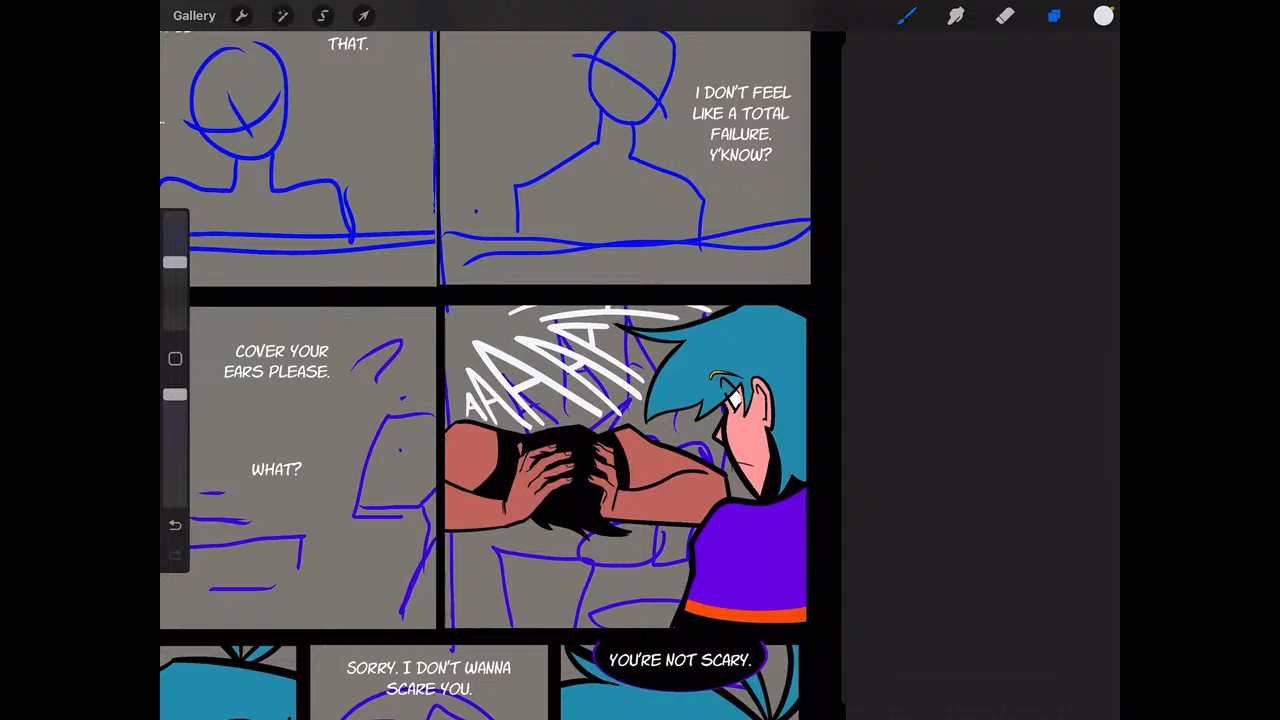 Gallery
THAT.
I DON'T FEEL
LIKE A TOTAL
FAILURE.
Y'KNOW?
COVER YOUR
EARS PLEASE.
WHAT?
AAAAA
SORRY. I DON'T WANNA
SCARE YOU.
YOU'RE NOT SCARY.